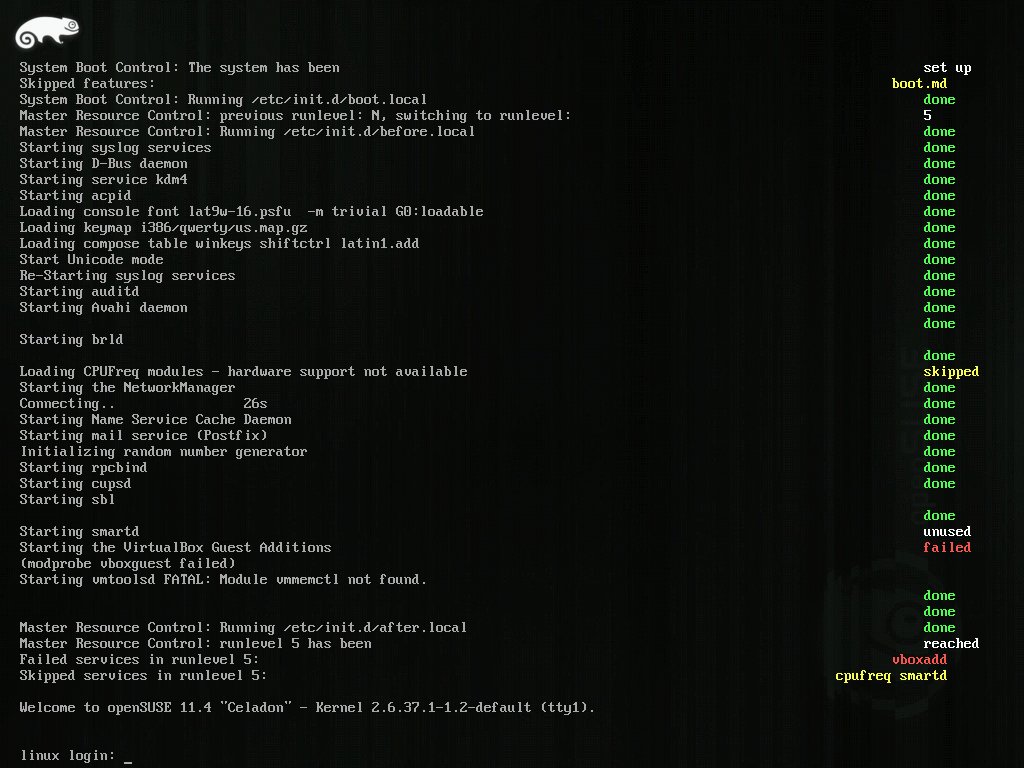 System Boot Control: The system has been set up
Skipped features: boot.md
System Boot Control: Running /etc/init.d/boot.local done
Master Resource Control: previous runlevel: N, switching to runlevel: 5
Master Resource Control: Running /etc/init.d/before.local done
Starting syslog services done
Starting D-Bus daemon done
Starting service kdm4 done
Starting acpid done
Loading console font lat9w-16.psfu  -m trivial G0:loadable done
Loading keymap i386/qwerty/us.map.gz done
Loading compose table winkeys shiftctrl latin1.add done
Start Unicode mode done
Re-Starting syslog services done
Starting auditd done
Starting Avahi daemon done
done
Starting brld
done
Loading CPUFreq modules - hardware support not available skipped
Starting the NetworkManager done
Connecting.. 26s done
Starting Name Service Cache Daemon done
Starting mail service (Postfix) done
Initializing random number generator done
Starting rpcbind done
Starting cupsd done
Starting sbl
done
Starting smartd unused
Starting the VirtualBox Guest Additions failed
(modprobe vboxguest failed)
Starting vmtoolsd FATAL: Module vmmemctl not found.
done
done
Master Resource Control: Running /etc/init.d/after.local done
Master Resource Control: runlevel 5 has been reached
Failed services in runlevel 5: vboxadd
Skipped services in runlevel 5: cpufreq smartd
Welcome to openSUSE 11.4 "Celadon" - Kernel 2.6.37.1-1.2-default (tty1).
linux login: _